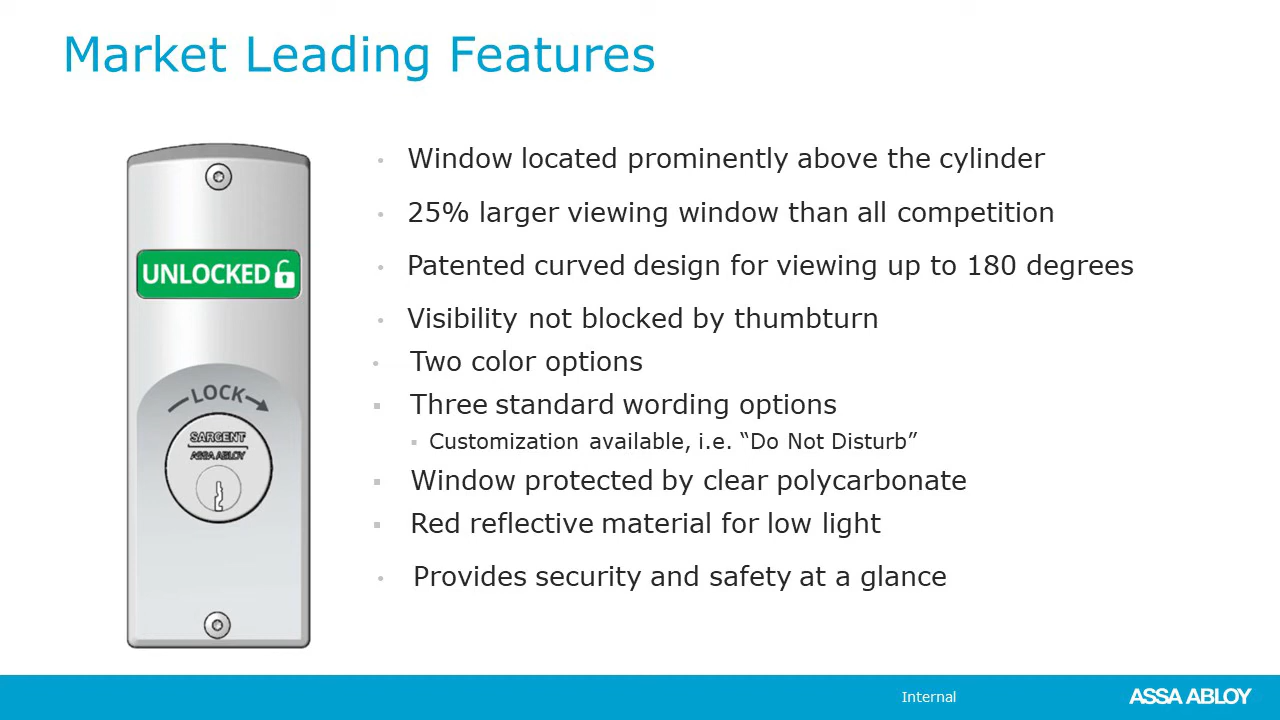 Market Leading Features
Window located prominently above the cylinder
25% larger viewing window than all competition
Patented curved design for viewing up to 180 degrees
Visibility not blocked by thumbturn
Two color options
Three standard wording options
Customization available, i.e. “Do Not Disturb”
Window protected by clear polycarbonate
Red reflective material for low light
Provides security and safety at a glance
UNLOCKED
LOCK
SARGENT
ASSA ABLOY
Internal
ASSA ABLOY